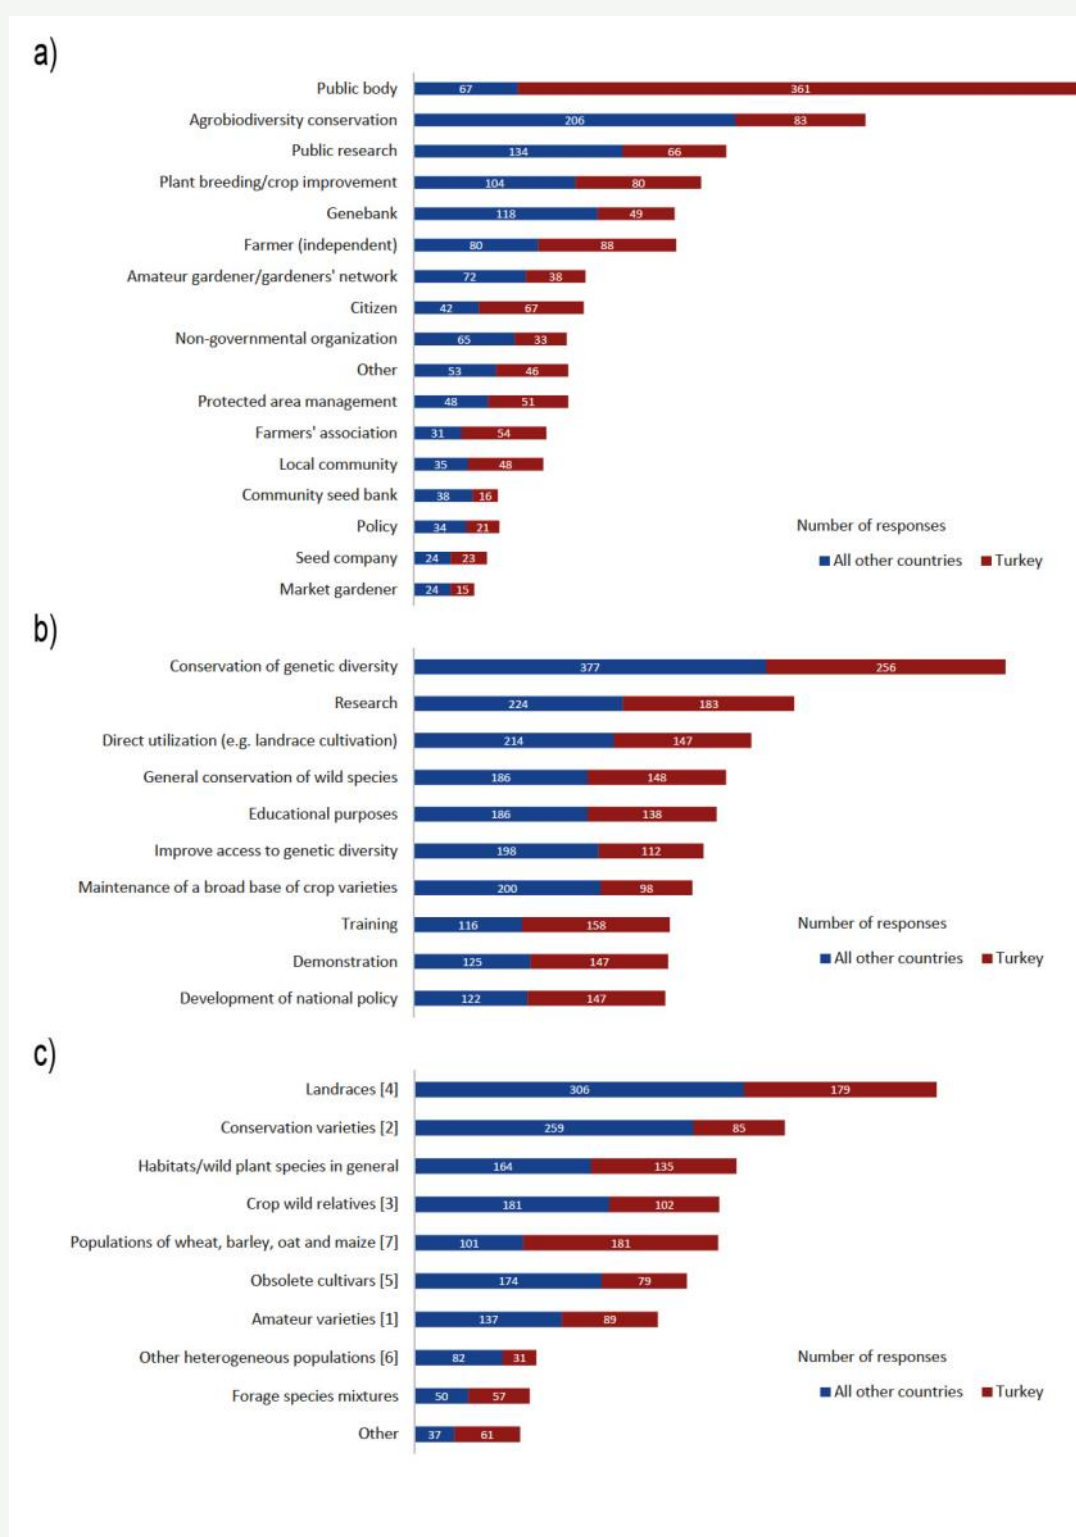 a)
Public body 67 361
Agrobiodiversity conservation 206 83
Public research 134 66
Plant breeding/crop improvement 104 80
Genebank 118 49
Farmer (independent) 80 88
Amateur gardener/gardeners' network 72 38
Citizen 42 67
Non-governmental organization 65 33
Other 53 46
Protected area management 48 51
Farmers' association 31 54
Local community 35 48
Community seed bank 38 16
Policy 34 21
Number of responses
Seed company 24 23
All other countries Turkey
Market gardener 24 15
b)
Conservation of genetic diversity 377 256
Research 224 183
Direct utilization (e.g. landrace cultivation) 214 147
General conservation of wild species 186 148
Educational purposes 186 138
Improve access to genetic diversity 198 112
Maintenance of a broad base of crop varieties 200 98
Training 116 158
Number of responses
Demonstration 125 147
All other countries Turkey
Development of national policy 122 147
c)
Landraces [4] 306 179
Conservation varieties [2] 259 85
Habitats/wild plant species in general 164 135
Crop wild relatives [3] 181 102
Populations of wheat, barley, oat and maize [7] 101 181
Obsolete cultivars [5] 174 79
Amateur varieties [1] 137 89
Other heterogeneous populations [6] 82 31
Number of responses
Forage species mixtures 50 57
All other countries Turkey
Other 37 61